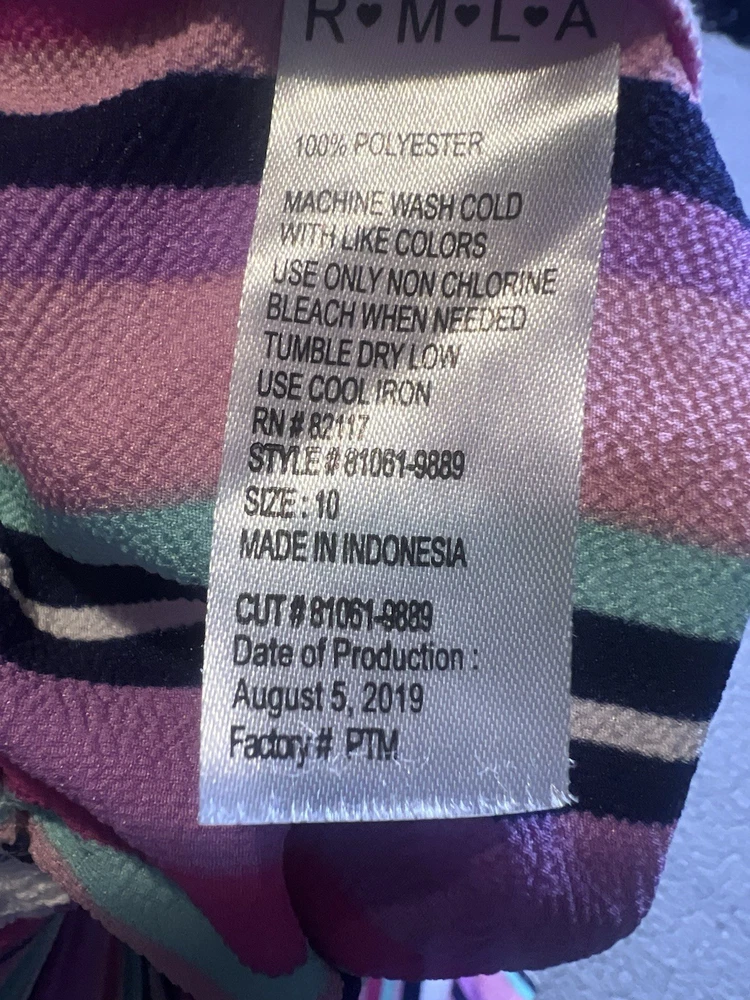 R♥M♥L♥A
100% POLYESTER
MACHINE WASH COLD
WITH LIKE COLORS
USE ONLY NON CHLORINE
BLEACH WHEN NEEDED
TUMBLE DRY LOW
USE COOL IRON
RN # 82117
STYLE # 81061-9889
SIZE : 10
MADE IN INDONESIA
CUT # 81061-9889
Date of Production :
August 5, 2019
Factory # PTM